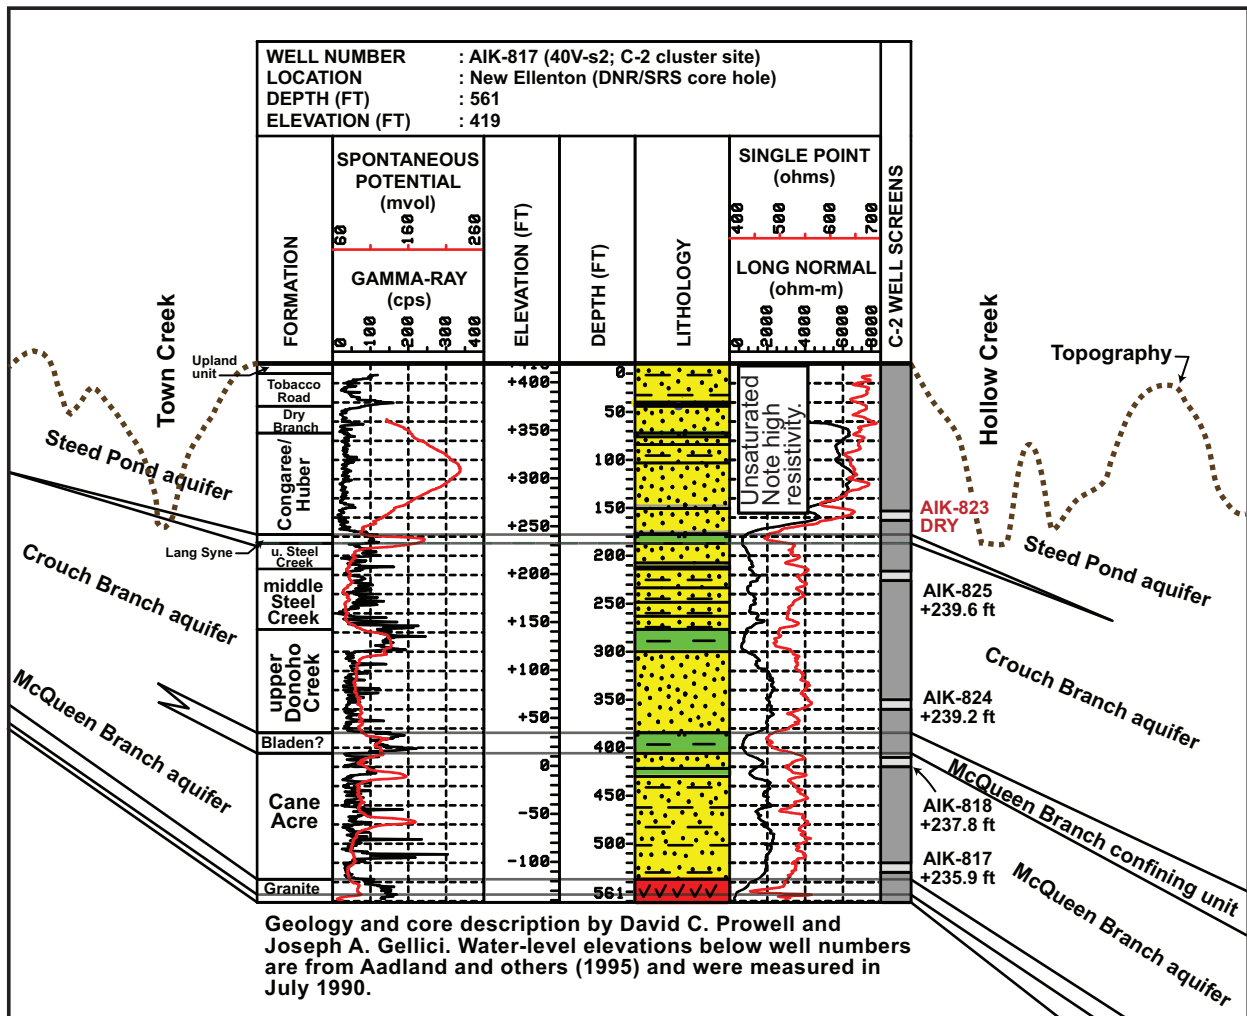 WELL NUMBER : AIK-817 (40V-s2; C-2 cluster site)
LOCATION : New Ellenton (DNR/SRS core hole)
DEPTH (FT) : 561
ELEVATION (FT) : 419
FORMATION
SPONTANEOUS
POTENTIAL
(mvol)
60 160 260
GAMMA-RAY
(cps)
0 100 200 300 400
ELEVATION (FT)
DEPTH (FT)
LITHOLOGY
SINGLE POINT
(ohms)
400 500 600 700
LONG NORMAL
(ohm-m)
0 2000 4000 6000 8000
C-2 WELL SCREENS
Town Creek
Hollow Creek
Topography
Upland
unit
Tobacco
Road
Dry
Branch
Congaree/
Huber
Lang Syne
u. Steel
Creek
middle
Steel
Creek
upper
Donoho
Creek
Bladen?
Cane
Acre
Granite
+400
+350
+300
+250
+200
+150
+100
+50
0
-50
-100
0
50
100
150
200
250
300
350
400
450
500
561
Unsaturated
Note high
resistivity.
Steed Pond aquifer
Crouch Branch aquifer
McQueen Branch aquifer
AIK-823
DRY
Steed Pond aquifer
AIK-825
+239.6 ft
Crouch Branch aquifer
AIK-824
+239.2 ft
McQueen Branch confining unit
AIK-818
+237.8 ft
AIK-817
+235.9 ft
McQueen Branch aquifer
Geology and core description by David C. Prowell and
Joseph A. Gellici. Water-level elevations below well numbers
are from Aadland and others (1995) and were measured in
July 1990.